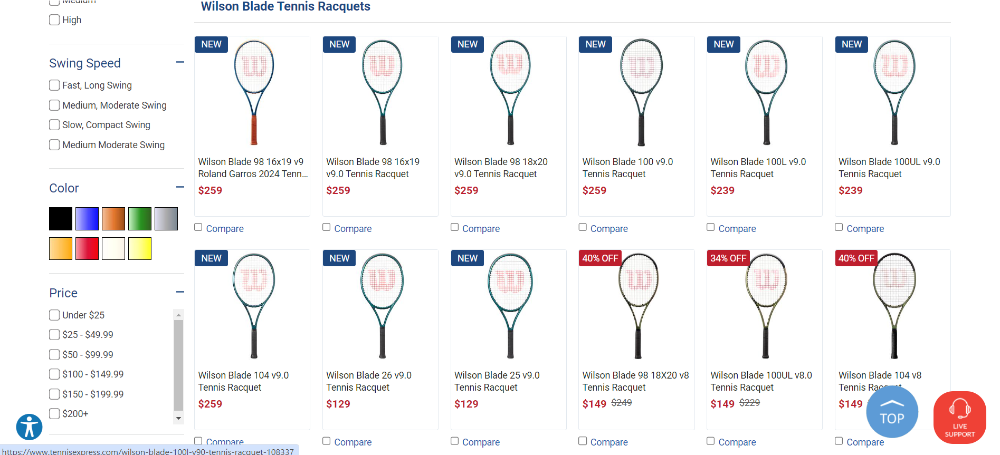 Medium
High
Swing Speed
Fast, Long Swing
Medium, Moderate Swing
Slow, Compact Swing
Medium Moderate Swing
Color
Price
Under $25
$25 - $49.99
$50 - $99.99
$100 - $149.99
$150 - $199.99
$200+
Wilson Blade Tennis Racquets
NEW
Wilson Blade 98 16x19 v9
Roland Garros 2024 Tenn...
$259
Compare
NEW
Wilson Blade 98 16x19
v9.0 Tennis Racquet
$259
Compare
NEW
Wilson Blade 98 18x20
v9.0 Tennis Racquet
$259
Compare
NEW
Wilson Blade 100 v9.0
Tennis Racquet
$259
Compare
NEW
Wilson Blade 100L v9.0
Tennis Racquet
$239
Compare
NEW
Wilson Blade 100UL v9.0
Tennis Racquet
$239
Compare
NEW
Wilson Blade 104 v9.0
Tennis Racquet
$259
Compare
NEW
Wilson Blade 26 v9.0
Tennis Racquet
$129
Compare
NEW
Wilson Blade 25 v9.0
Tennis Racquet
$129
Compare
40% OFF
Wilson Blade 98 18X20 v8
Tennis Racquet
$149 $249
Compare
34% OFF
Wilson Blade 100UL v8.0
Tennis Racquet
$149 $229
Compare
40% OFF
Wilson Blade 104 v8
Tennis Racquet
$149
Compare
TOP
LIVE
SUPPORT
https://www.tennisexpress.com/wilson-blade-100l-v90-tennis-racquet-108337